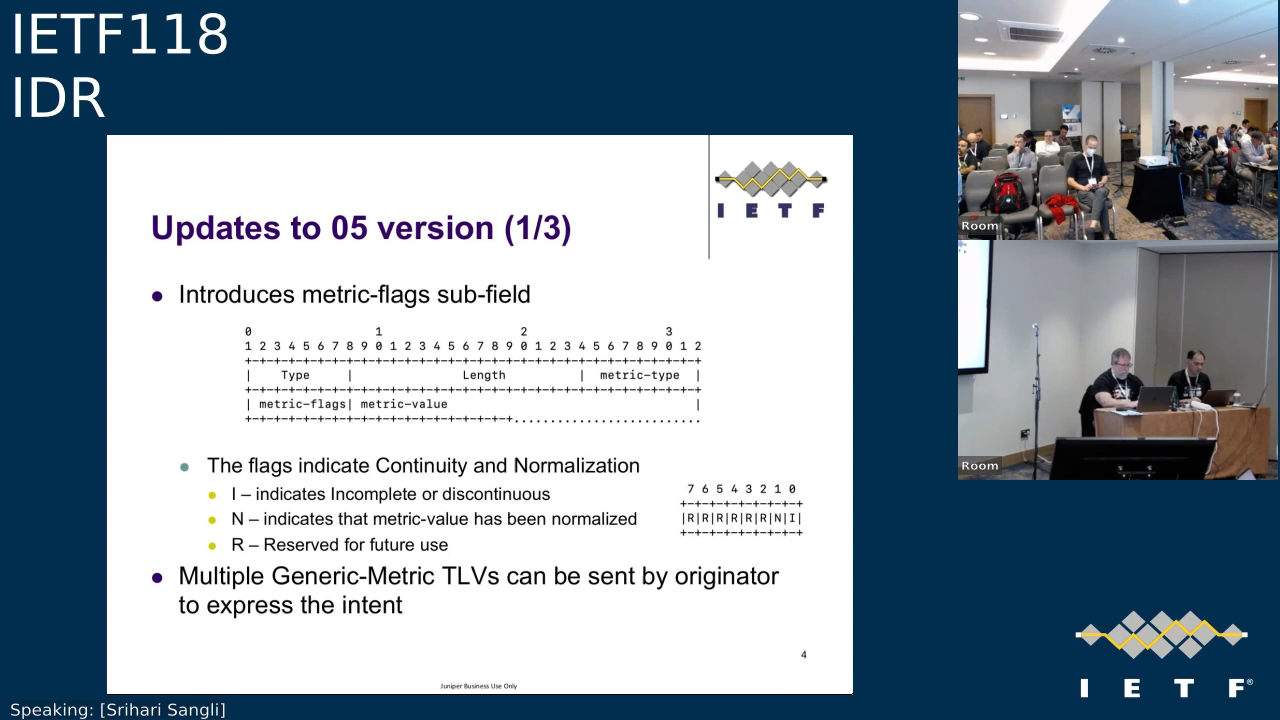 IETF118
IDR
IETF
Updates to 05 version (1/3)
Introduces metric-flags sub-field
0                 1                   2                   3
1 2 3 4 5 6 7 8 9 0 1 2 3 4 5 6 7 8 9 0 1 2 3 4 5 6 7 8 9 0 1 2
+-+-+-+-+-+-+-+-+-+-+-+-+-+-+-+-+-+-+-+-+-+-+-+-+-+-+-+-+-+-+-+
|    Type     |               Length          |  metric-type  |
+-+-+-+-+-+-+-+-+-+-+-+-+-+-+-+-+-+-+-+-+-+-+-+-+-+-+-+-+-+-+-+
| metric-flags| metric-value                                  |
+-+-+-+-+-+-+-+-+-+-+-+-+-+-+-+-+-+-+..........................
The flags indicate Continuity and Normalization
I – indicates Incomplete or discontinuous
N – indicates that metric-value has been normalized
R – Reserved for future use
7 6 5 4 3 2 1 0
+-+-+-+-+-+-+-+-+
|R|R|R|R|R|R|N|I|
+-+-+-+-+-+-+-+-+
Multiple Generic-Metric TLVs can be sent by originator
to express the intent
4
Juniper Business Use Only
Room
Room
IETF®
Speaking: [Srihari Sangli]